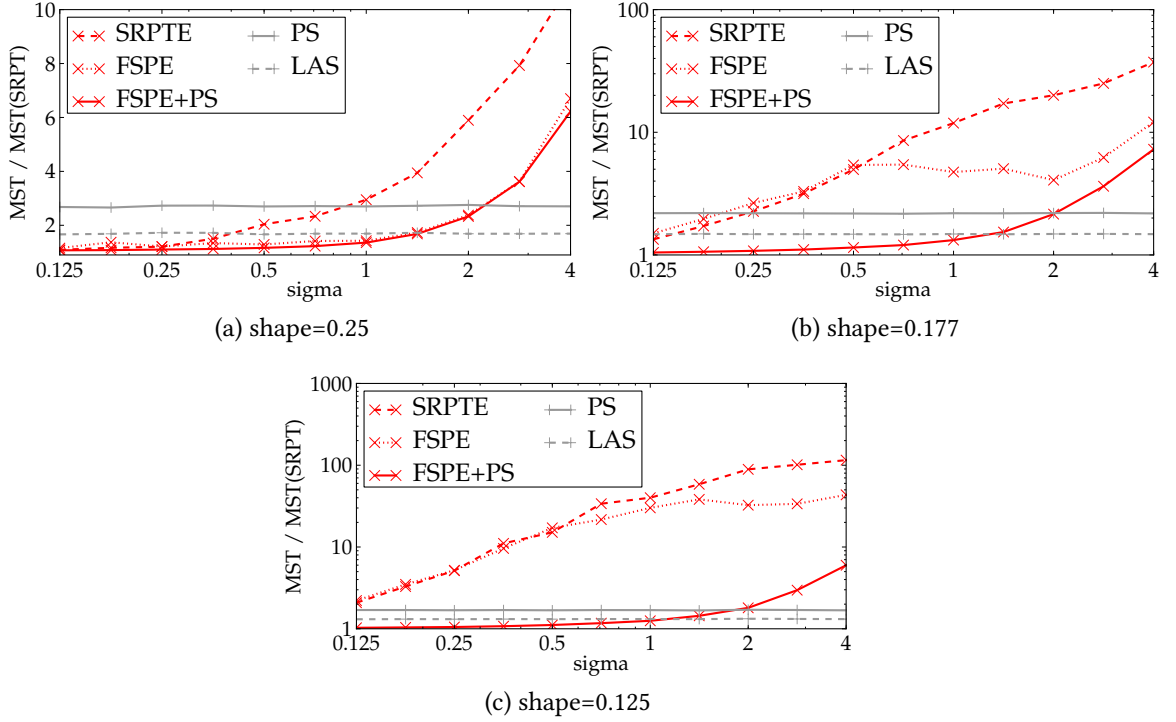 10
8
6
4
2
MST / MST(SRPT)
SRPTE
FSPE
FSPE+PS
PS
LAS
0.125 0.25 0.5 1 2 4
sigma
(a) shape=0.25
100
10
1
MST / MST(SRPT)
SRPTE
FSPE
FSPE+PS
PS
LAS
0.125 0.25 0.5 1 2 4
sigma
(b) shape=0.177
1000
100
10
1
MST / MST(SRPT)
SRPTE
FSPE
FSPE+PS
PS
LAS
0.125 0.25 0.5 1 2 4
sigma
(c) shape=0.125